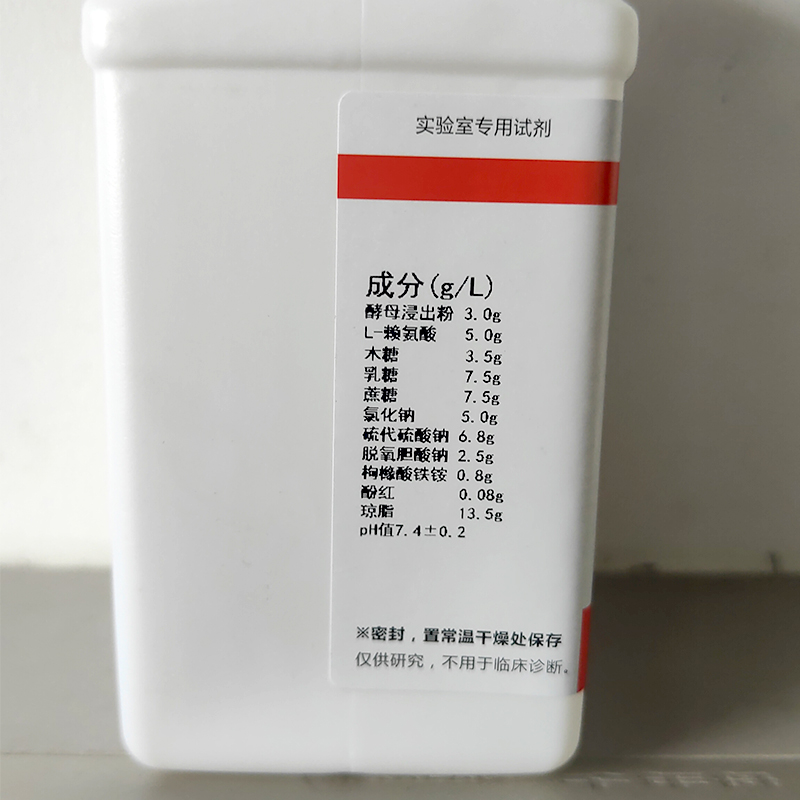 实验室专用试剂
成分(g/L)
酵母浸出粉 3.0g
L-赖氨酸 5.0g
木糖 3.5g
乳糖 7.5g
蔗糖 7.5g
氯化钠 5.0g
硫代硫酸钠 6.8g
脱氧胆酸钠 2.5g
枸橼酸铁铵 0.8g
酚红 0.08g
琼脂 13.5g
pH值7.4±0.2
※密封，置常温干燥处保存
仅供研究，不用于临床诊断。